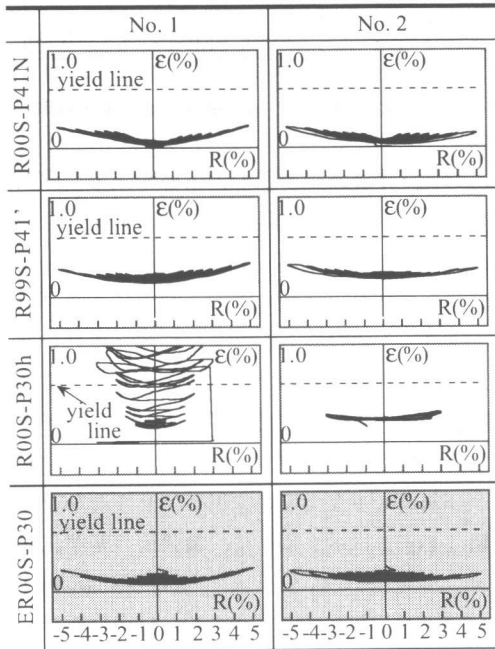 No. 1 No. 2
R00S-P41N
1.0 ε(%)
yield line
0
R(%)
1.0 ε(%)
0
R(%)
R99S-P41'
1.0 ε(%)
yield line
0
R(%)
1.0 ε(%)
0
R(%)
R00S-P30h
1.0 ε(%)
yield
line
0
R(%)
1.0 ε(%)
0
R(%)
ER00S-P30
1.0 ε(%)
yield line
0
R(%)
1.0 ε(%)
0
R(%)
-5 -4 -3 -2 -1 0 1 2 3 4 5
-5 -4 -3 -2 -1 0 1 2 3 4 5